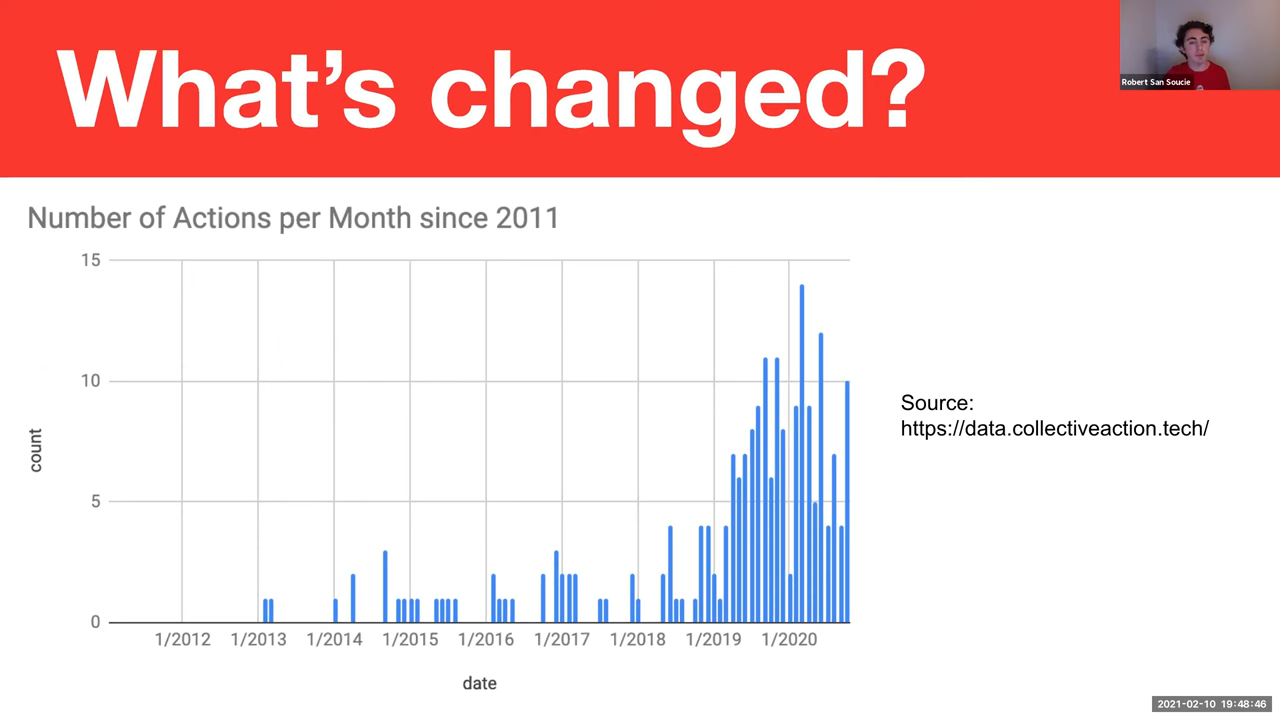 What's changed?
Robert San Soucie
Number of Actions per Month since 2011
15
10
5
0
count
1/2012 1/2013 1/2014 1/2015 1/2016 1/2017 1/2018 1/2019 1/2020
date
Source:
https://data.collectiveaction.tech/
2021-02-10 19:48:46